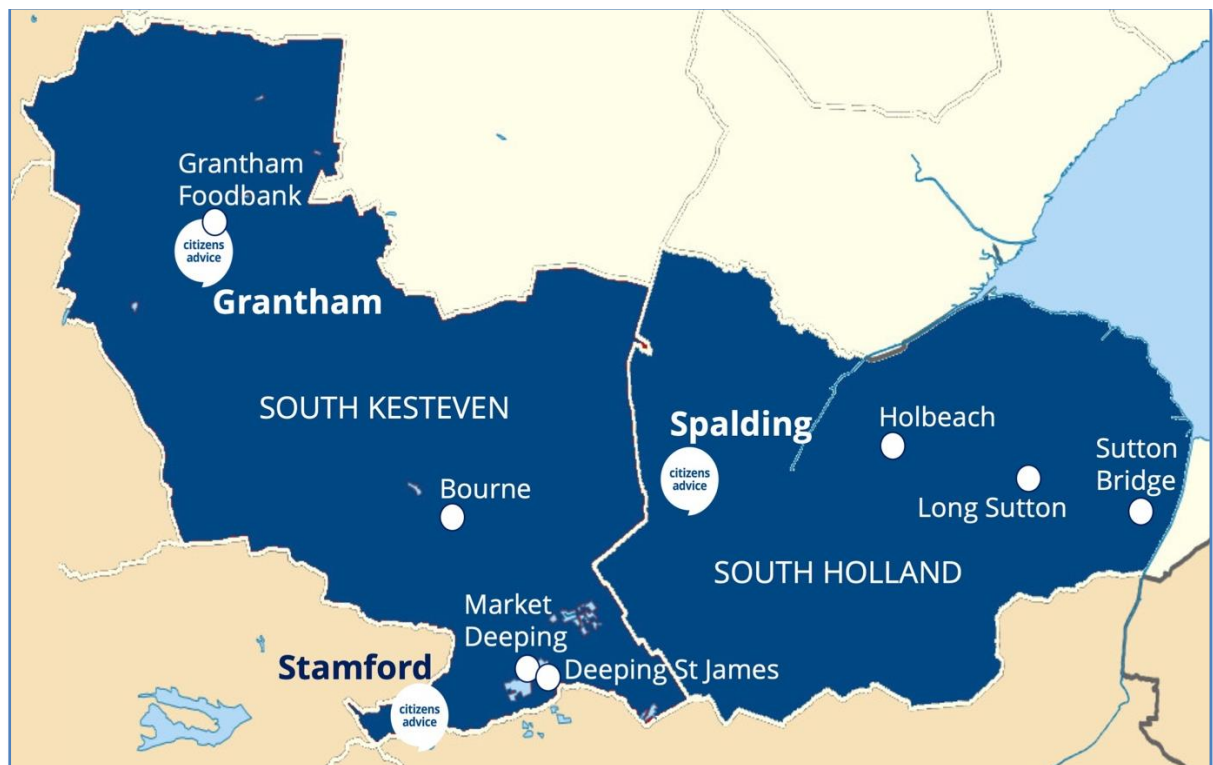 Grantham
Foodbank
citizens
advice
Grantham
SOUTH KESTEVEN
Spalding
citizens
advice
Holbeach
Sutton
Bridge
Long Sutton
Bourne
SOUTH HOLLAND
Market
Deeping
Stamford
Deeping St James
citizens
advice